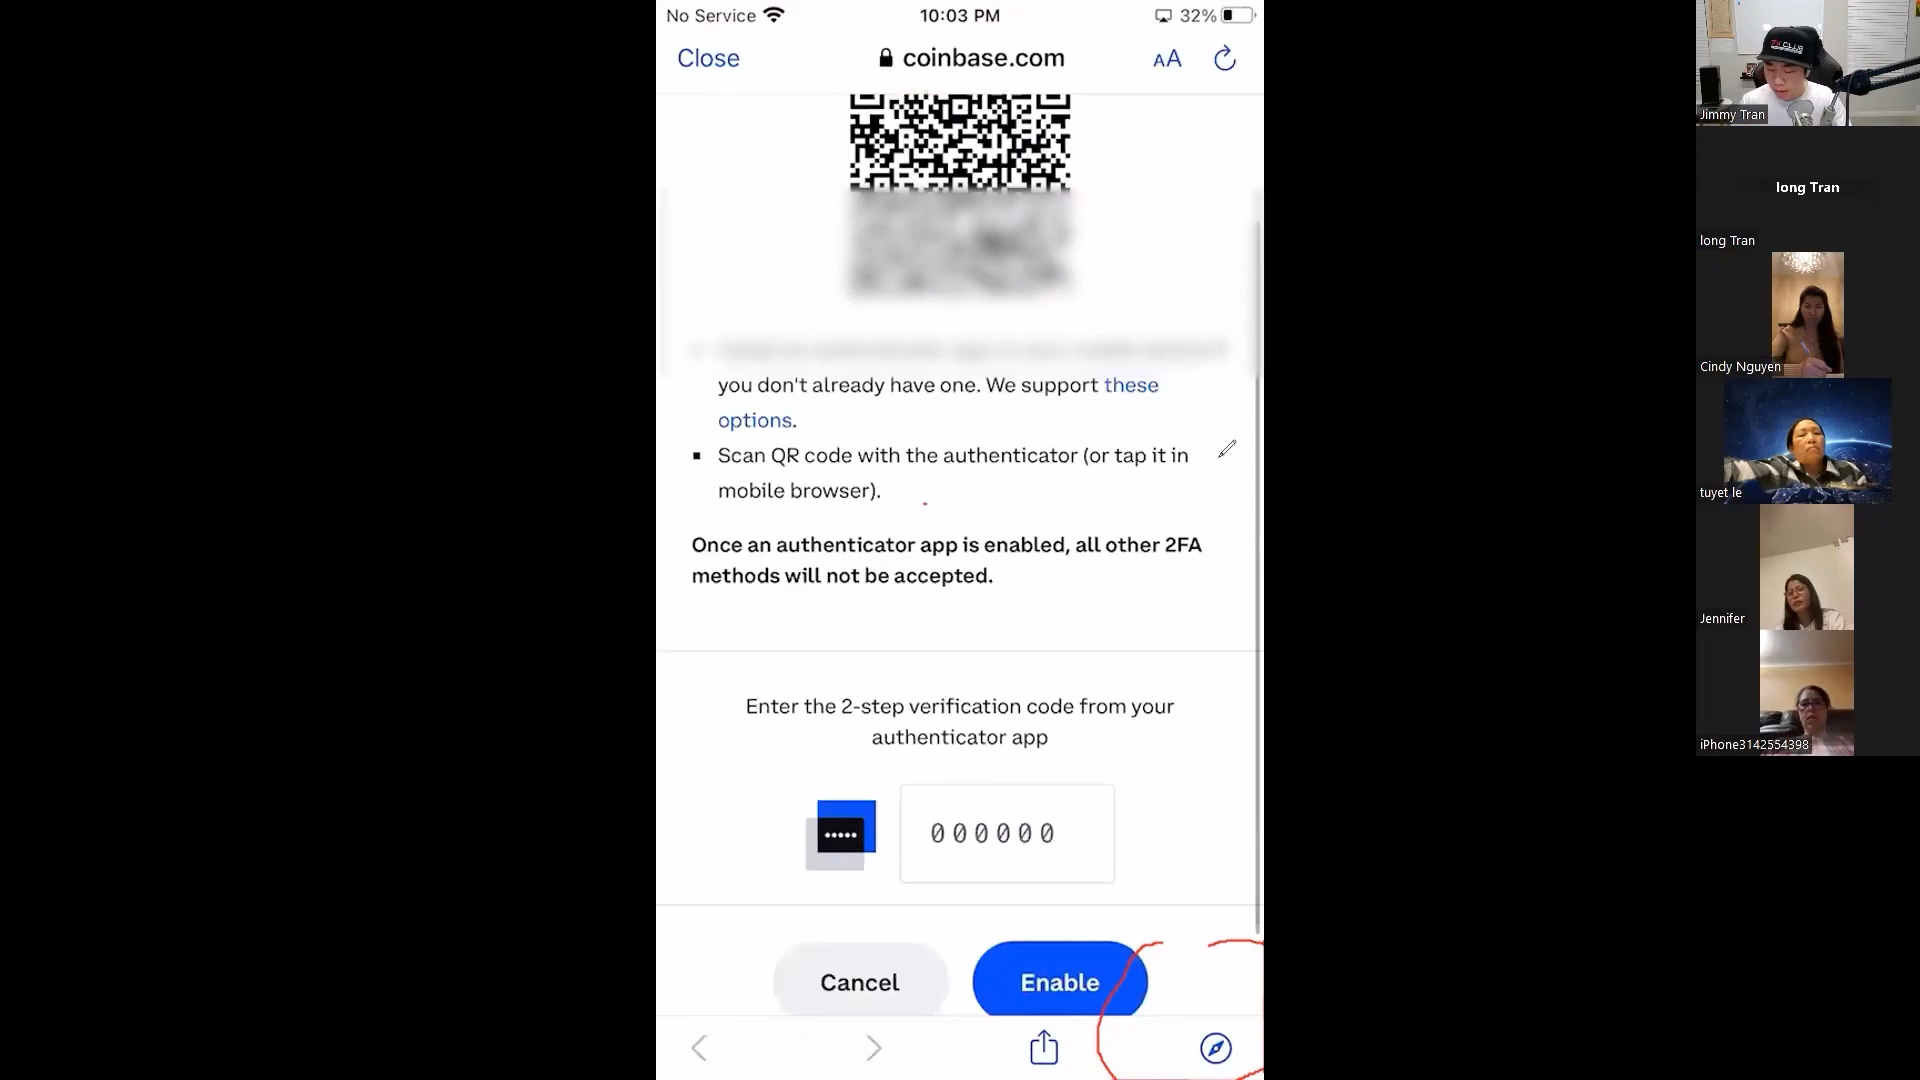 No Service
10:03 PM
32%
Close
coinbase.com
AA
you don't already have one. We support these
options.
▪ Scan QR code with the authenticator (or tap it in
mobile browser).
Once an authenticator app is enabled, all other 2FA
methods will not be accepted.
Enter the 2-step verification code from your
authenticator app
000000
Cancel
Enable
7X CLUB
Jimmy Tran
long Tran
long Tran
Cindy Nguyen
tuyet le
Jennifer
iPhone3142554398